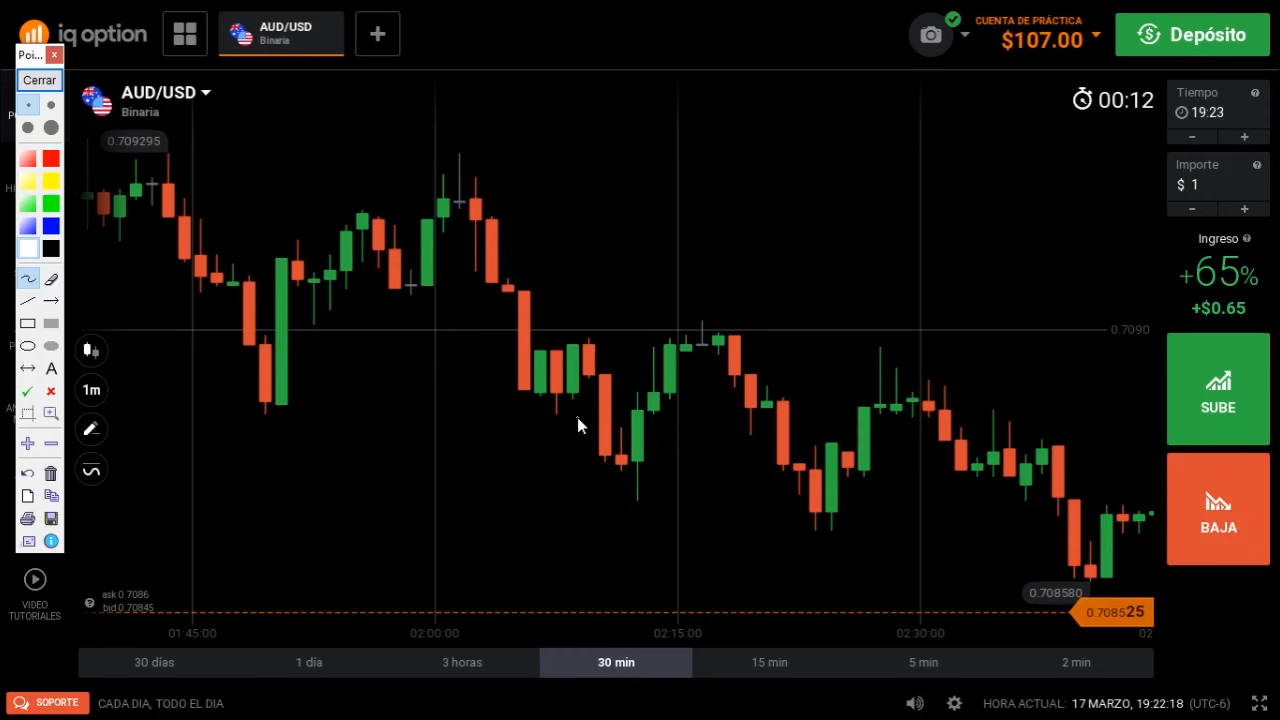 iq option
AUD/USD
Binaria
CUENTA DE PRÁCTICA
$107.00
Depósito
Poi...
Cerrar
A
AUD/USD
Binaria
0.709295
00:12
Tiempo
19:23
- +
Importe
$ 1
- +
Ingreso
+65%
+$0.65
SUBE
BAJA
0.7090
1m
0.708580
0.708525
ask 0.7086
bid 0.70845
01:45:00 02:00:00 02:15:00 02:30:00 02
30 días 1 día 3 horas 30 min 15 min 5 min 2 min
VIDEO
TUTORIALES
SOPORTE
CADA DIA, TODO EL DIA
HORA ACTUAL: 17 MARZO, 19:22:18 (UTC-6)